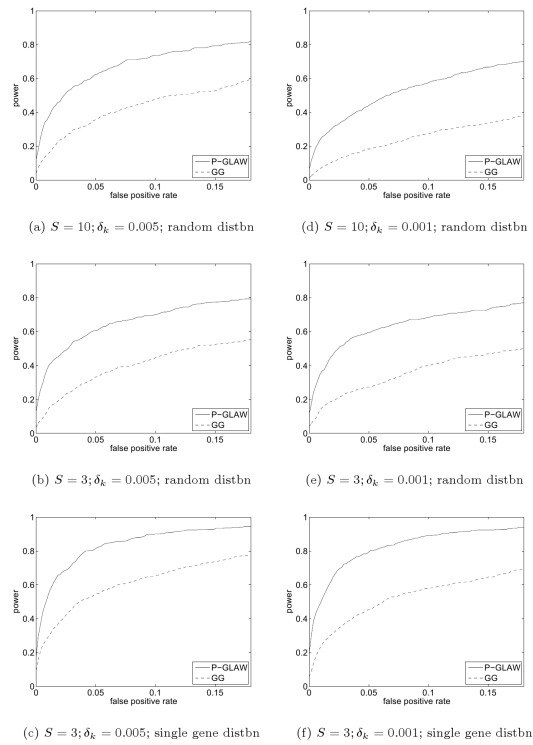 1
0.8
0.6
0.4
0.2
0
power
0 0.05 0.1 0.15
false positive rate
P-GLAW
GG
(a) S = 10; δk = 0.005; random distbn
1
0.8
0.6
0.4
0.2
0
power
0 0.05 0.1 0.15
false positive rate
P-GLAW
GG
(d) S = 10; δk = 0.001; random distbn
1
0.8
0.6
0.4
0.2
0
power
0 0.05 0.1 0.15
false positive rate
P-GLAW
GG
(b) S = 3; δk = 0.005; random distbn
1
0.8
0.6
0.4
0.2
0
power
0 0.05 0.1 0.15
false positive rate
P-GLAW
GG
(e) S = 3; δk = 0.001; random distbn
1
0.8
0.6
0.4
0.2
0
power
0 0.05 0.1 0.15
false positive rate
P-GLAW
GG
(c) S = 3; δk = 0.005; single gene distbn
1
0.8
0.6
0.4
0.2
0
power
0 0.05 0.1 0.15
false positive rate
P-GLAW
GG
(f) S = 3; δk = 0.001; single gene distbn